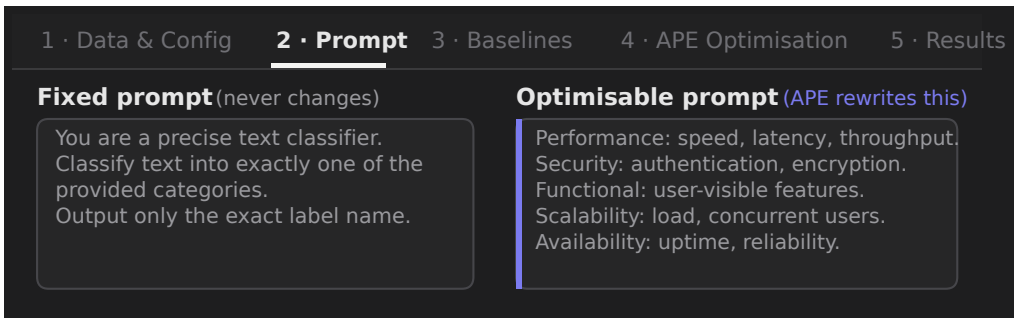 1 · Data & Config 2 · Prompt 3 · Baselines 4 · APE Optimisation 5 · Results
Fixed prompt (never changes)
You are a precise text classifier.
Classify text into exactly one of the
provided categories.
Output only the exact label name.
Optimisable prompt (APE rewrites this)
Performance: speed, latency, throughput.
Security: authentication, encryption.
Functional: user-visible features.
Scalability: load, concurrent users.
Availability: uptime, reliability.